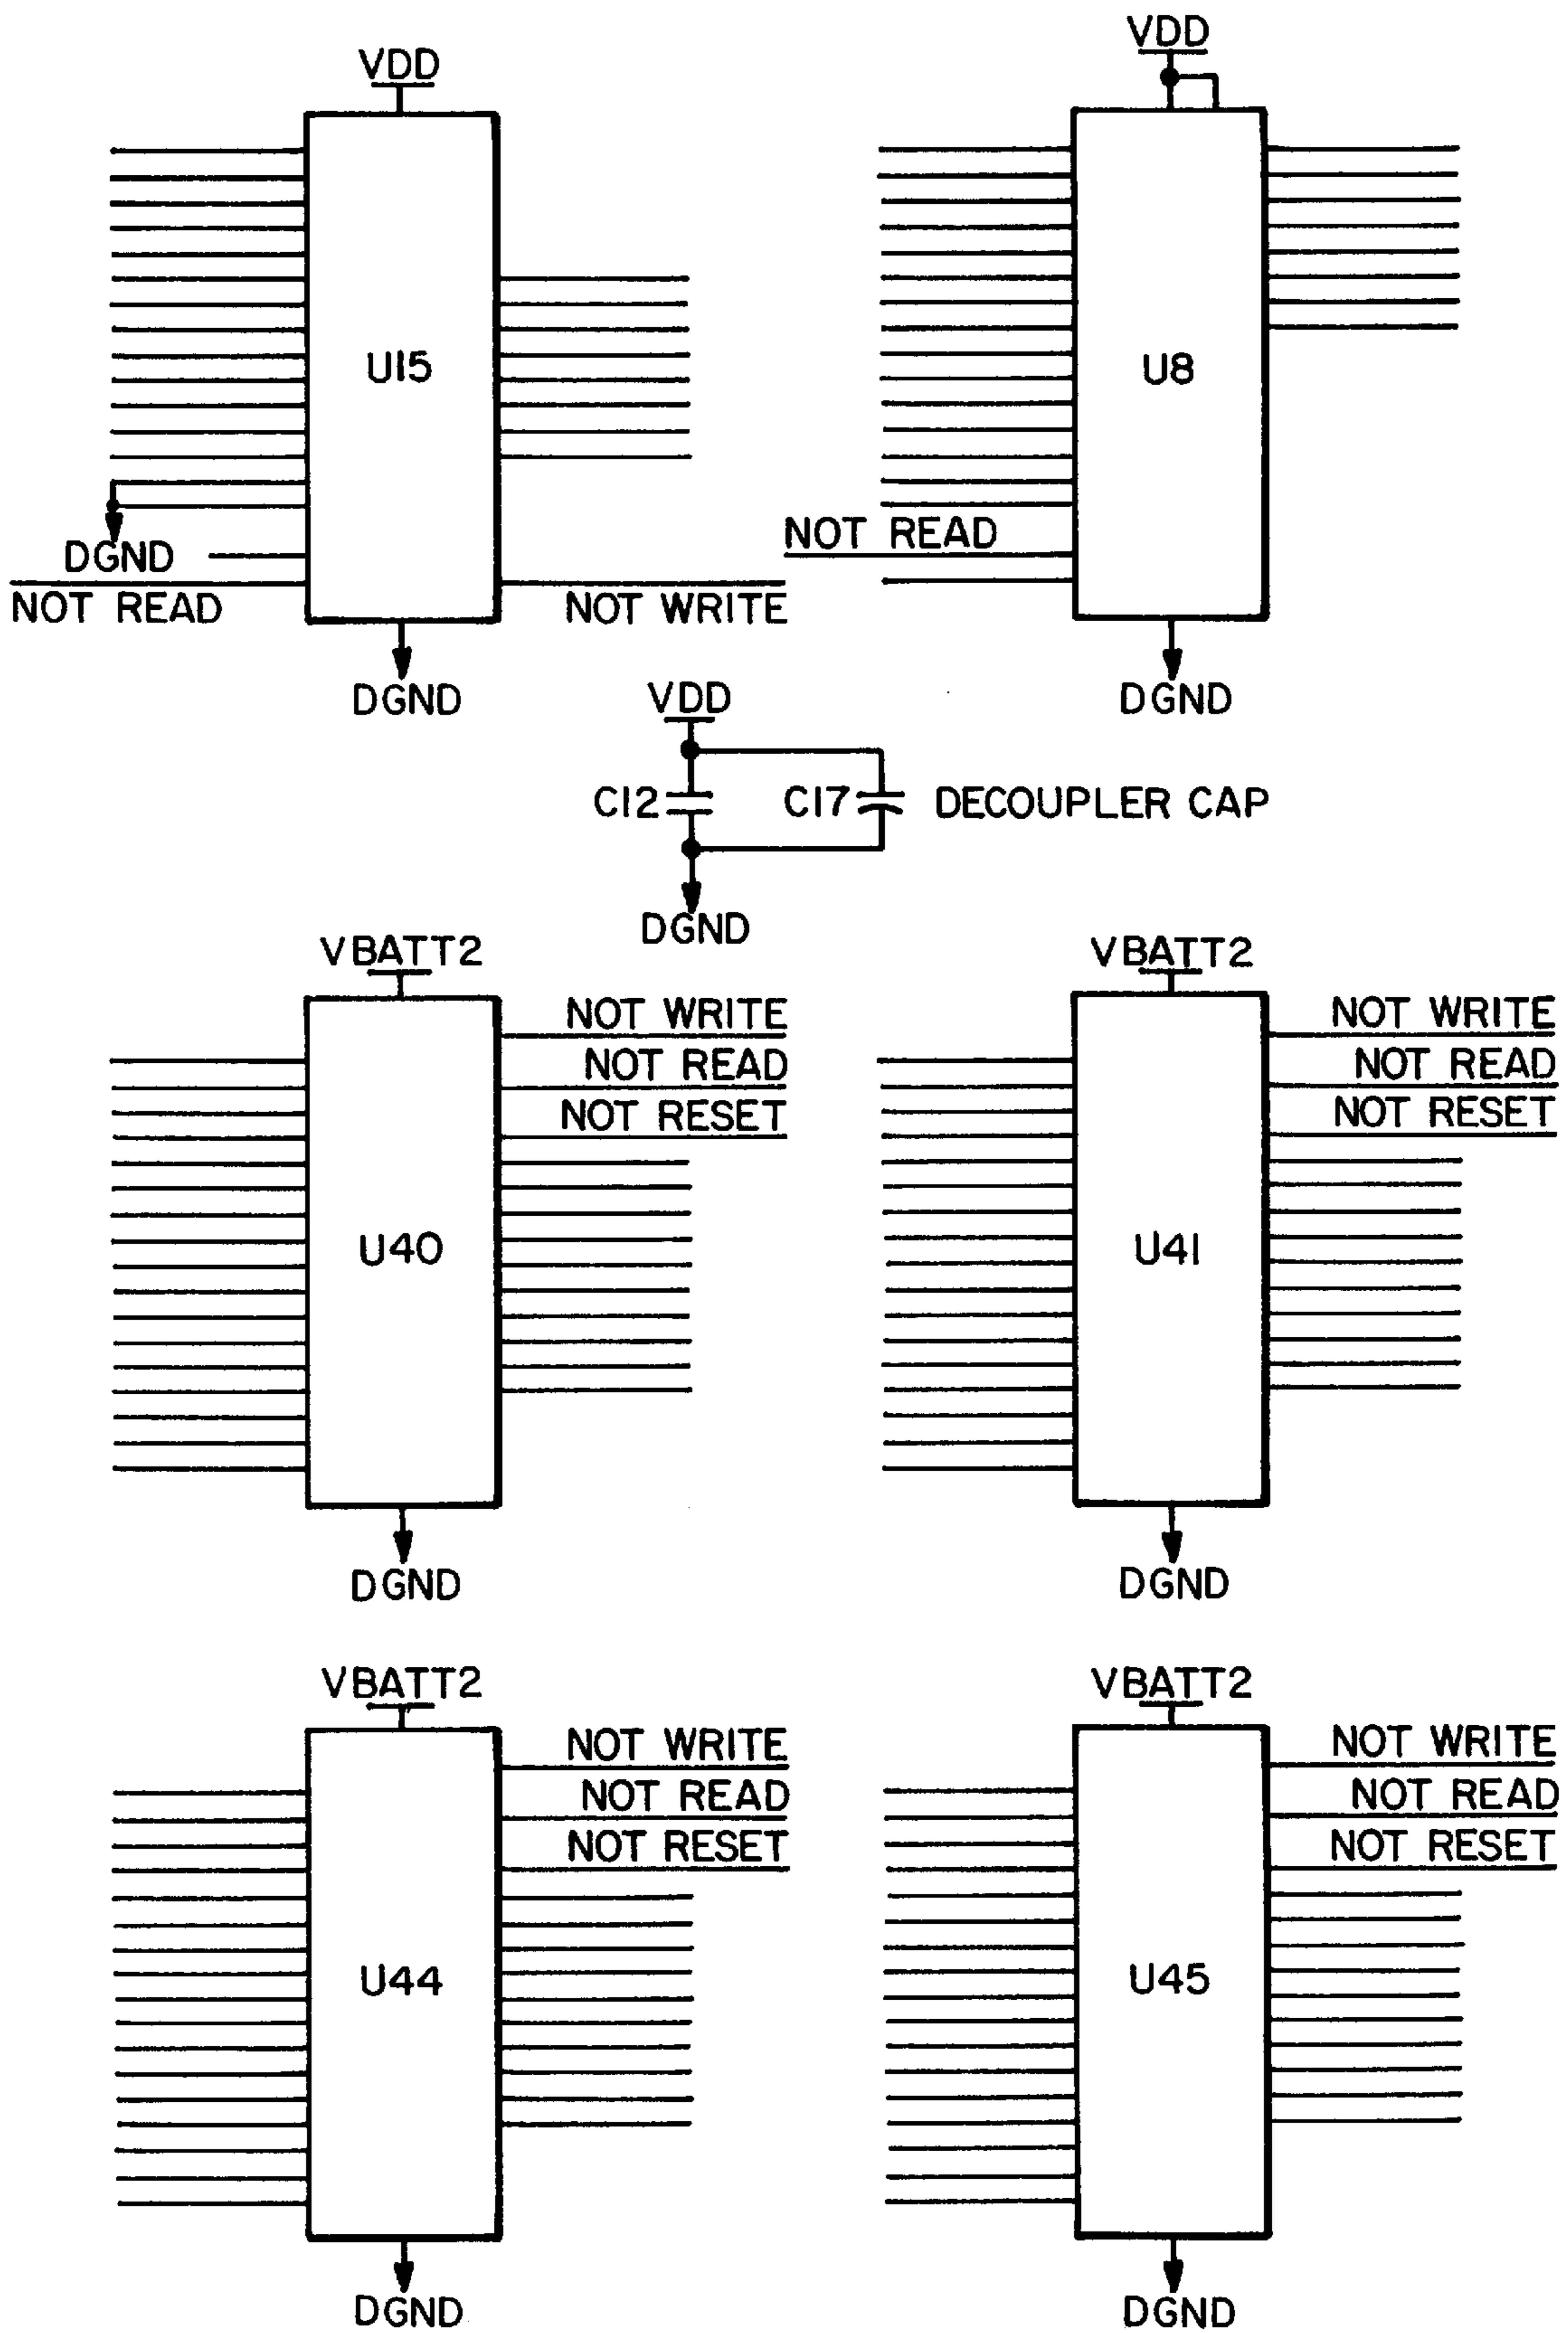 VDD
VDD
U15
U8
NOT READ
DGND
NOT READ
NOT WRITE
DGND
DGND
VDD
C12
C17
DECOUPLER CAP
DGND
VBATT2
VBATT2
NOT WRITE
NOT WRITE
NOT READ
NOT READ
NOT RESET
NOT RESET
U40
U41
DGND
DGND
VBATT2
VBATT2
NOT WRITE
NOT WRITE
NOT READ
NOT READ
NOT RESET
NOT RESET
U44
U45
DGND
DGND